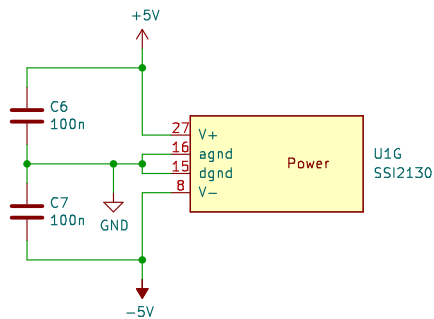 +5V
C6
100n
27 V+
16 agnd
15 dgnd
8 V-
Power
U1G
SSI2130
C7
100n
GND
-5V